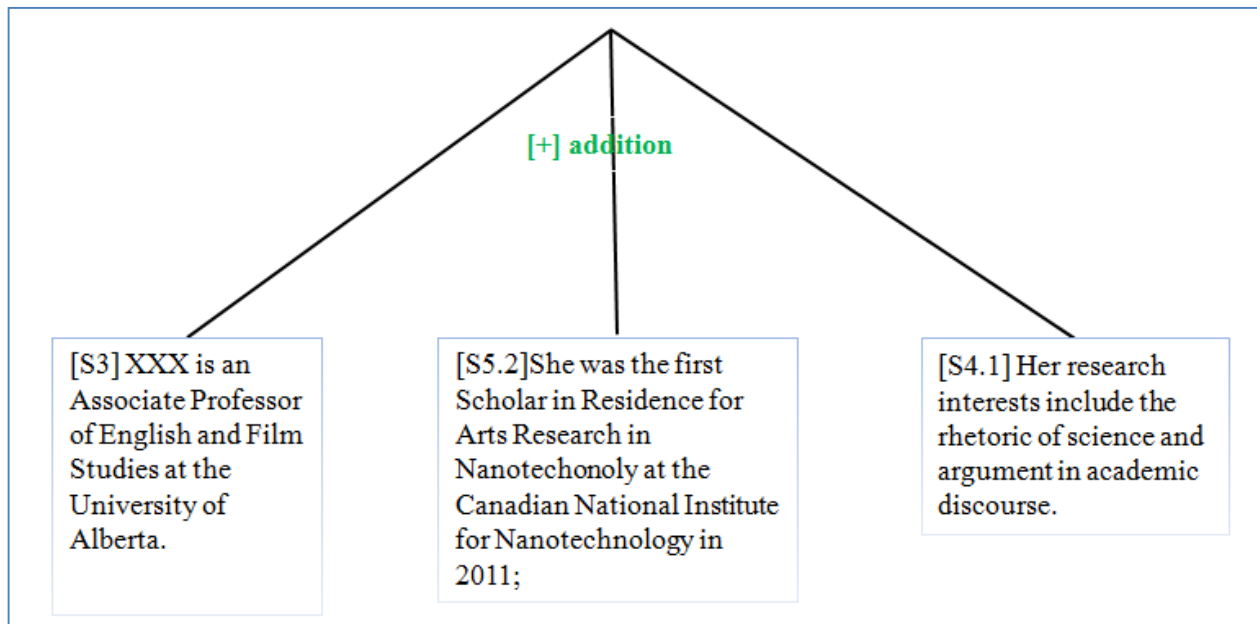 [+] addition
[S3] XXX is an
Associate Professor
of English and Film
Studies at the
University of
Alberta.
[S5.2]She was the first
Scholar in Residence for
Arts Research in
Nanotechonoly at the
Canadian National Institute
for Nanotechnology in
2011;
[S4.1] Her research
interests include the
rhetoric of science and
argument in academic
discourse.